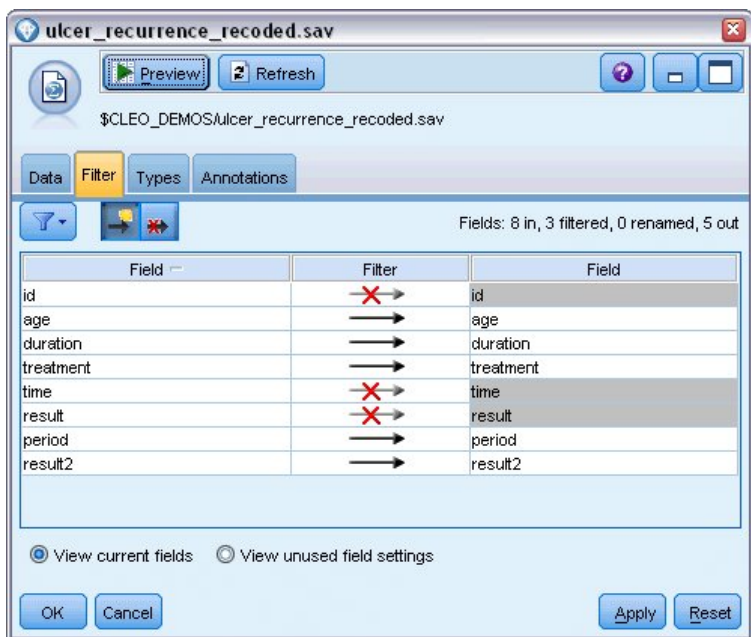 ulcer_recurrence_recoded.sav
Preview Refresh
$CLEO_DEMOS/ulcer_recurrence_recoded.sav
Data Filter Types Annotations
Fields: 8 in, 3 filtered, 0 renamed, 5 out
Field Filter Field
id id
age age
duration duration
treatment treatment
time time
result result
period period
result2 result2
View current fields View unused field settings
OK Cancel Apply Reset